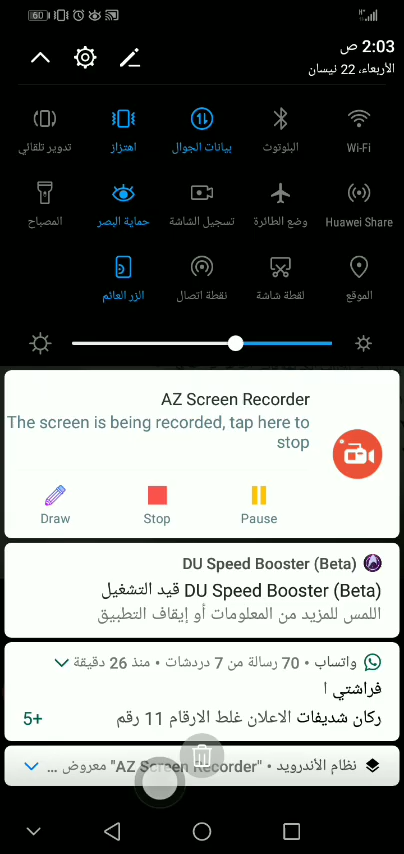 60
H+
2:03 ص
الأربعاء، 22 نيسان
Wi-Fi
البلوتوث
بيانات الجوال
اهتزاز
تدوير تلقائي
Huawei Share
وضع الطائرة
تسجيل الشاشة
حماية البصر
المصباح
الموقع
لقطة شاشة
نقطة اتصال
الزر العائم
AZ Screen Recorder
The screen is being recorded, tap here to
stop
Draw
Stop
Pause
DU Speed Booster (Beta)
DU Speed Booster (Beta) قيد التشغيل
اللمس للمزيد من المعلومات أو إيقاف التطبيق
واتساب • 70 رسالة من 7 دردشات • منذ 26 دقيقة
فراشتي ا
ركان شديفات الاعلان غلط الارقام 11 رقم
5+
نظام الأندرويد • "AZ Screen Recorder" معروض ...